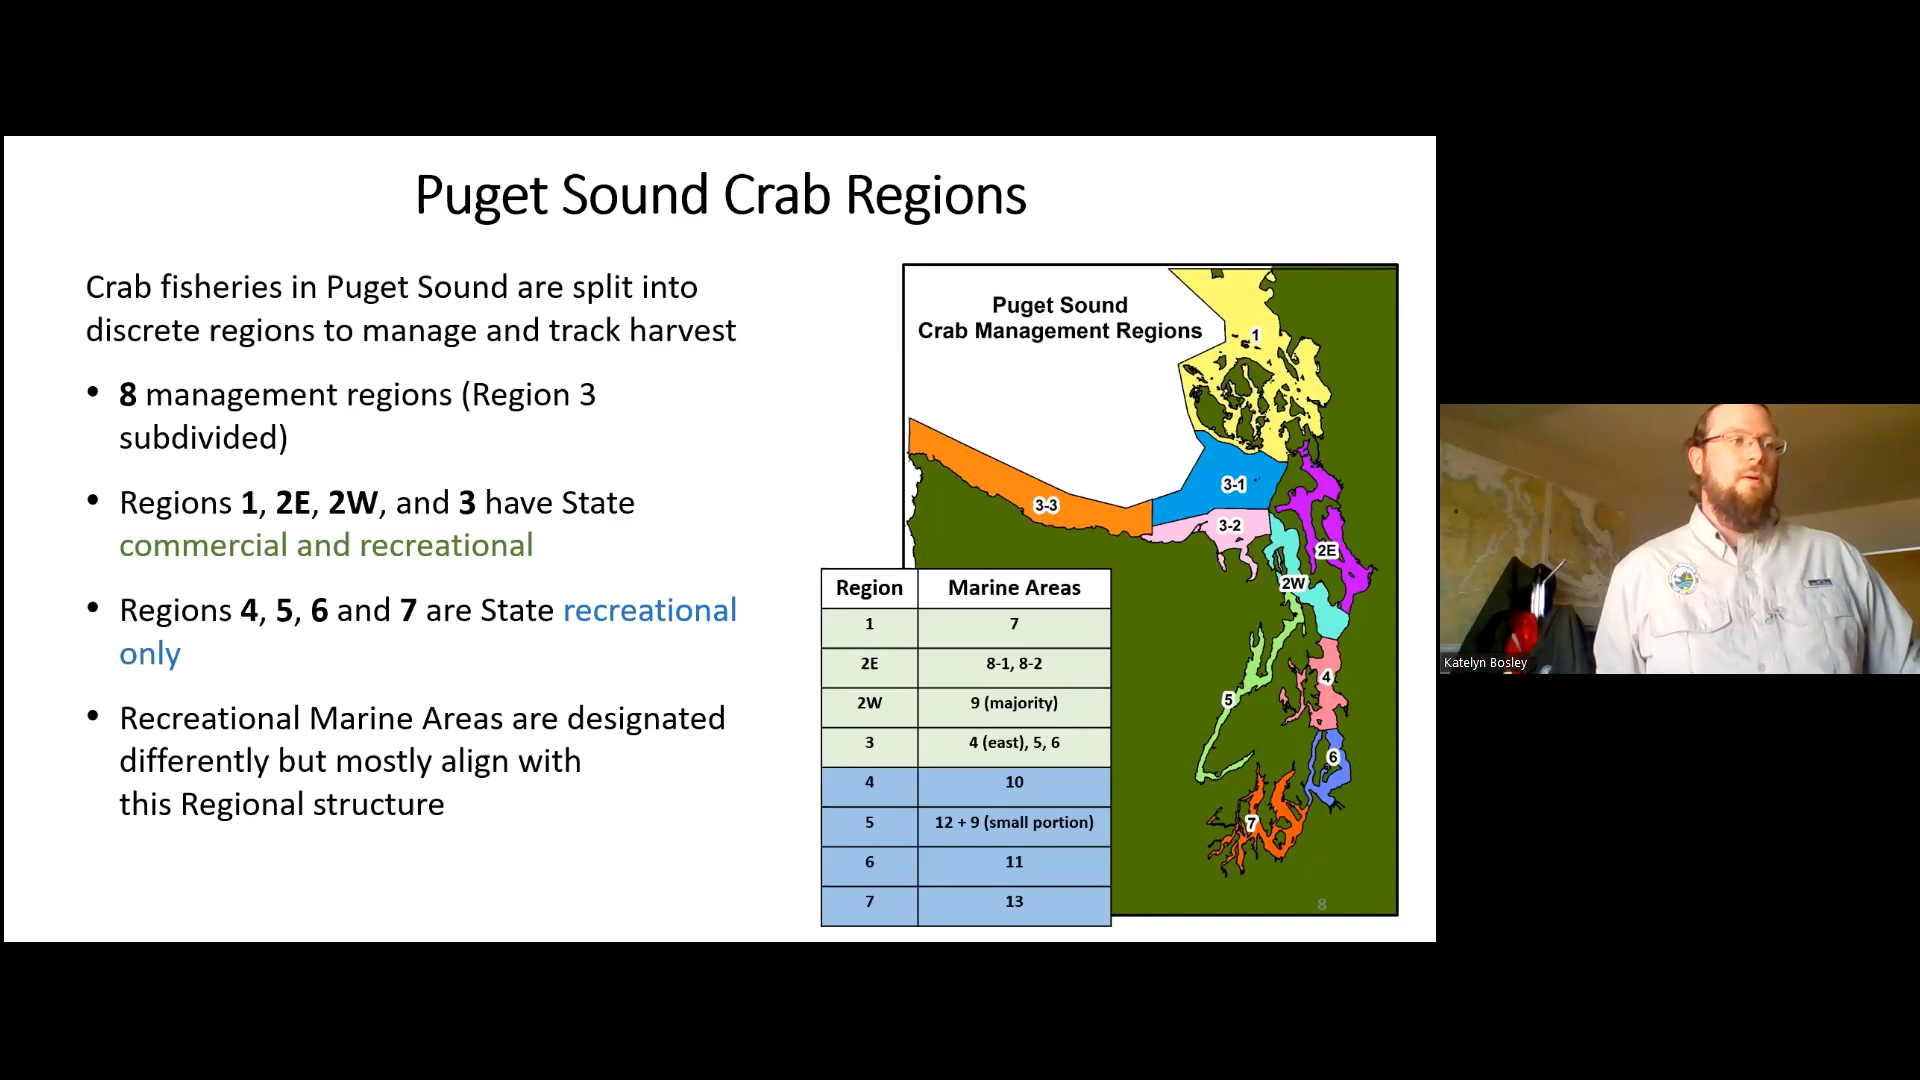 Puget Sound Crab Regions
Crab fisheries in Puget Sound are split into
discrete regions to manage and track harvest
• 8 management regions (Region 3
subdivided)
• Regions 1, 2E, 2W, and 3 have State
commercial and recreational
• Regions 4, 5, 6 and 7 are State recreational
only
• Recreational Marine Areas are designated
differently but mostly align with
this Regional structure
Puget Sound
Crab Management Regions
1
3-1
3-3
3-2
2E
2W
4
5
6
7
Region Marine Areas
1 7
2E 8-1, 8-2
2W 9 (majority)
3 4 (east), 5, 6
4 10
5 12 + 9 (small portion)
6 11
7 13
8
Katelyn Bosley